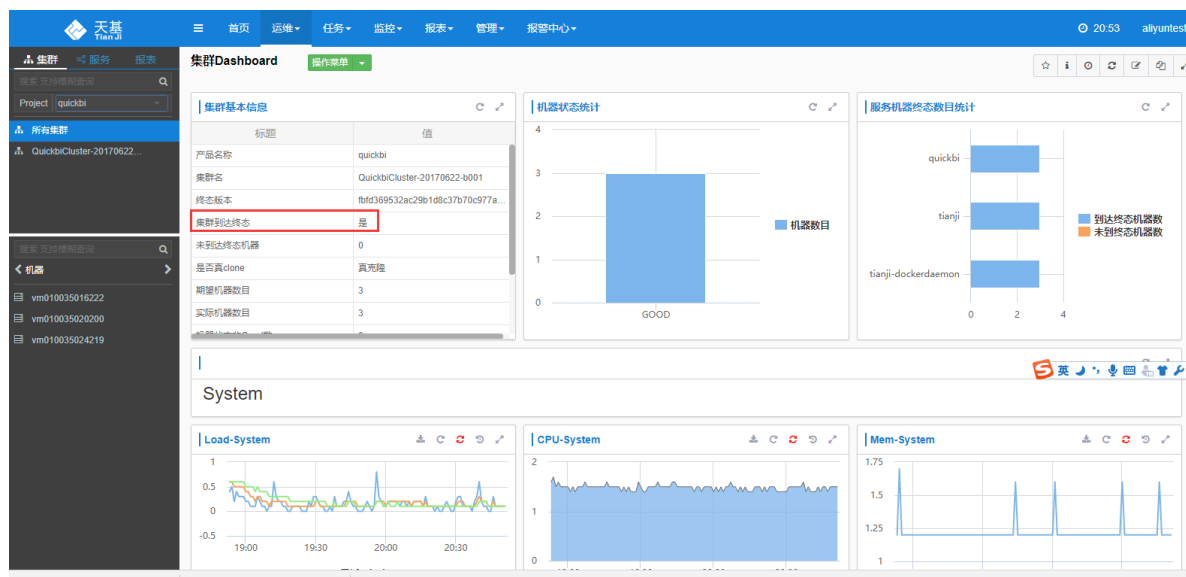 天基
TianJi
首页 运维 任务 监控 报表 管理 报警中心 20:53 aliyuntest
集群 服务 报表
搜索 支持模糊查询
Project quickbi
所有集群
QuickbiCluster-20170622...
搜索 支持模糊查询
机器
vm010035016222
vm010035020200
vm010035024219
集群Dashboard 操作菜单
集群基本信息
标题 值
产品名称 quickbi
集群名 QuickbiCluster-20170622-b001
终态版本 fbfd369532ac29b1d8c37b70c977a...
集群到达终态 是
未到达终态机器 0
是否真clone 真克隆
期望机器数目 3
实际机器数目 3
机器状态统计
4
3
2
1
0
GOOD
机器数目
服务机器终态数目统计
quickbi
tianji
tianji-dockerdaemon
0 2 4
到达终态机器数
未到终态机器数
英
System
Load-System
1
0.5
0
-0.5
19:00 19:30 20:00 20:30
CPU-System
2
1
0
Mem-System
1.75
1.5
1.25
1